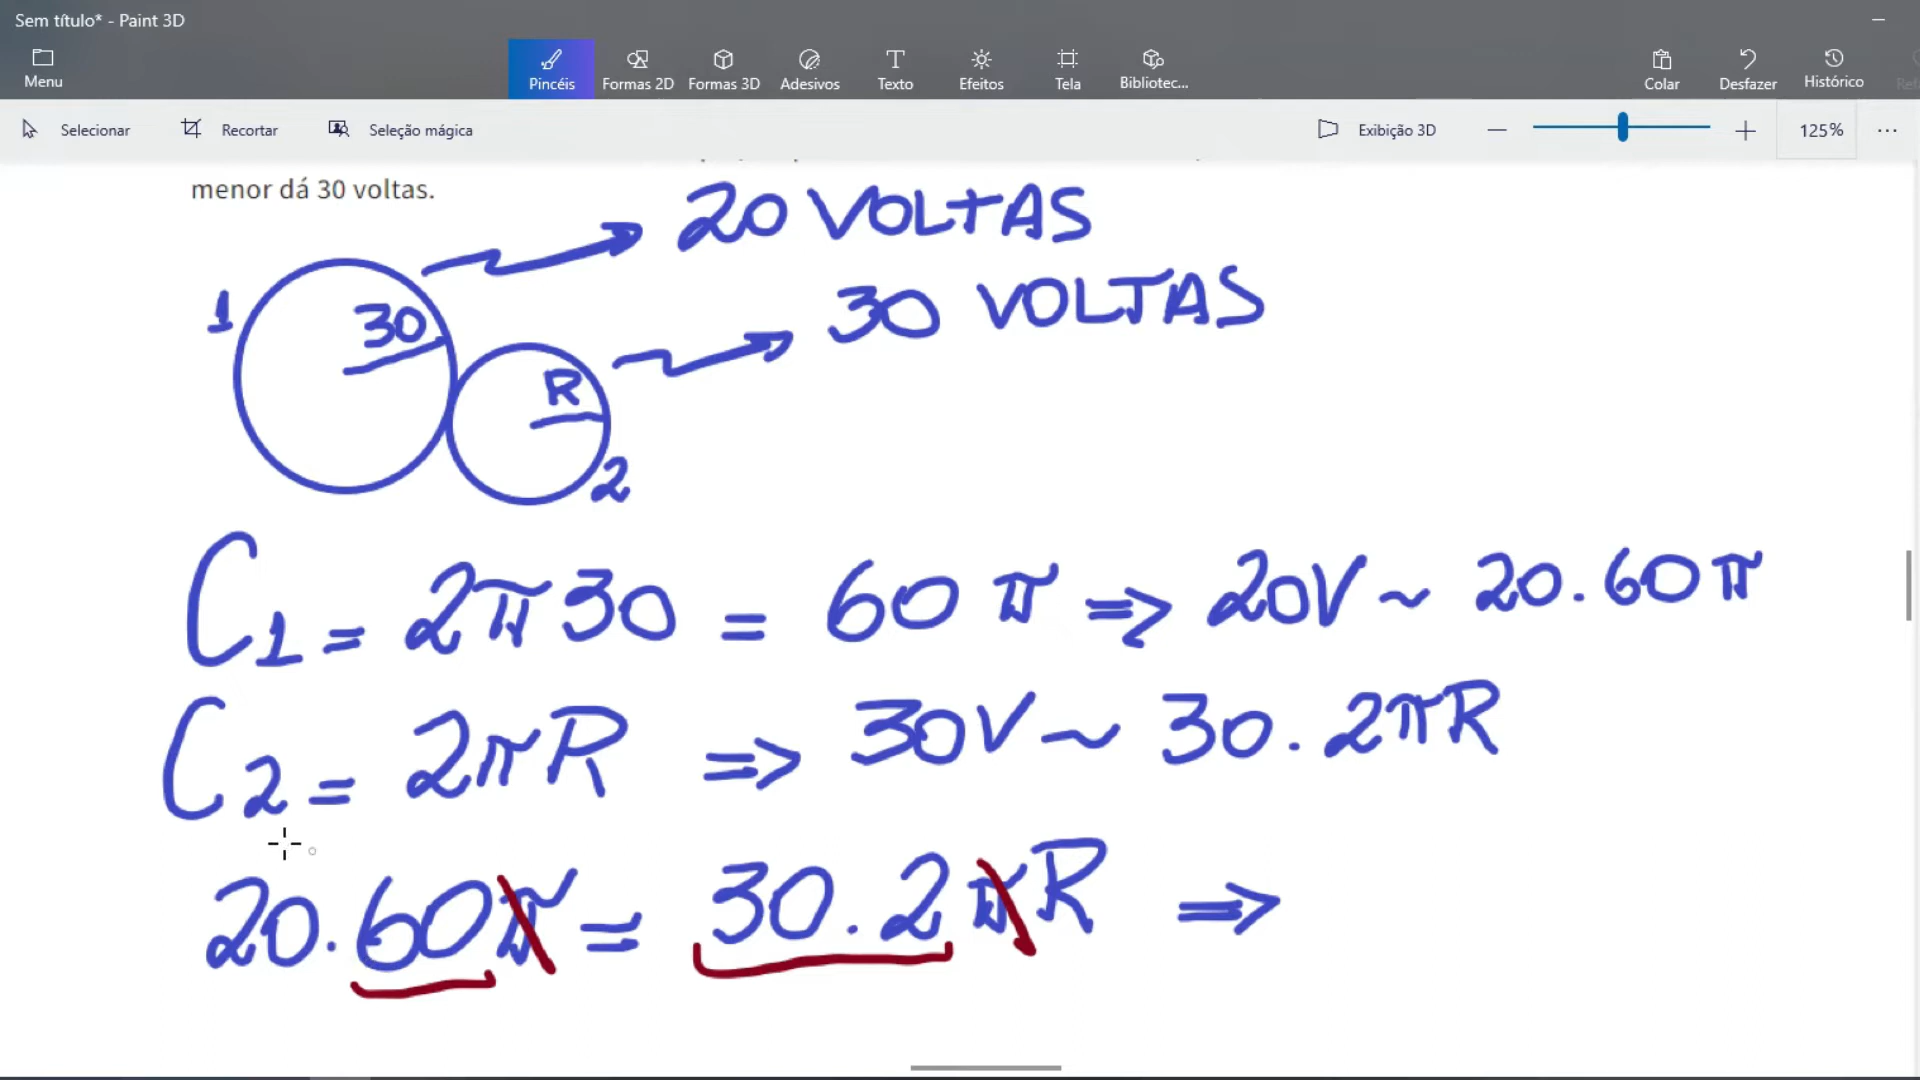 Sem título* - Paint 3D
Menu
Pincéis
Formas 2D
Formas 3D
Adesivos
Texto
Efeitos
Tela
Bibliotec...
Colar
Desfazer
Histórico
Selecionar
Recortar
Seleção mágica
Exibição 3D
125%
menor dá 30 voltas.
20 VOLTAS
30 VOLTAS
1
30
R
2
C1 = 2π30 = 60π ⇒ 20V ~ 20.60π
C2 = 2πR ⇒ 30V ~ 30.2πR
20.60π = 30.2πR ⇒